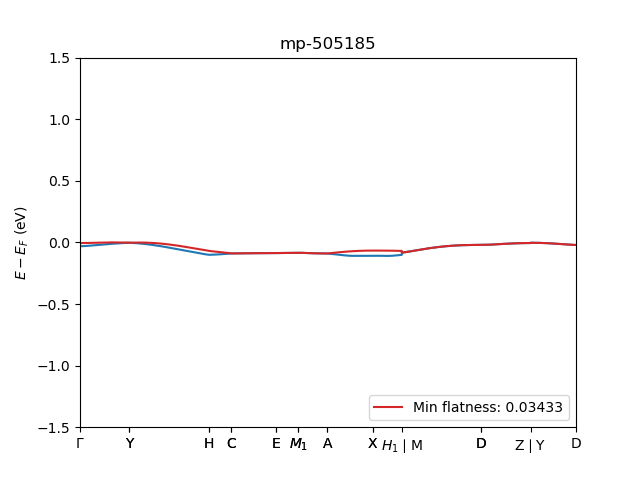 mp-505185
1.5
1.0
0.5
0.0
−0.5
−1.0
−1.5
E − E_F (eV)
Min flatness: 0.03433
Γ Y H C E M₁ A X H₁ | M D Z | Y D